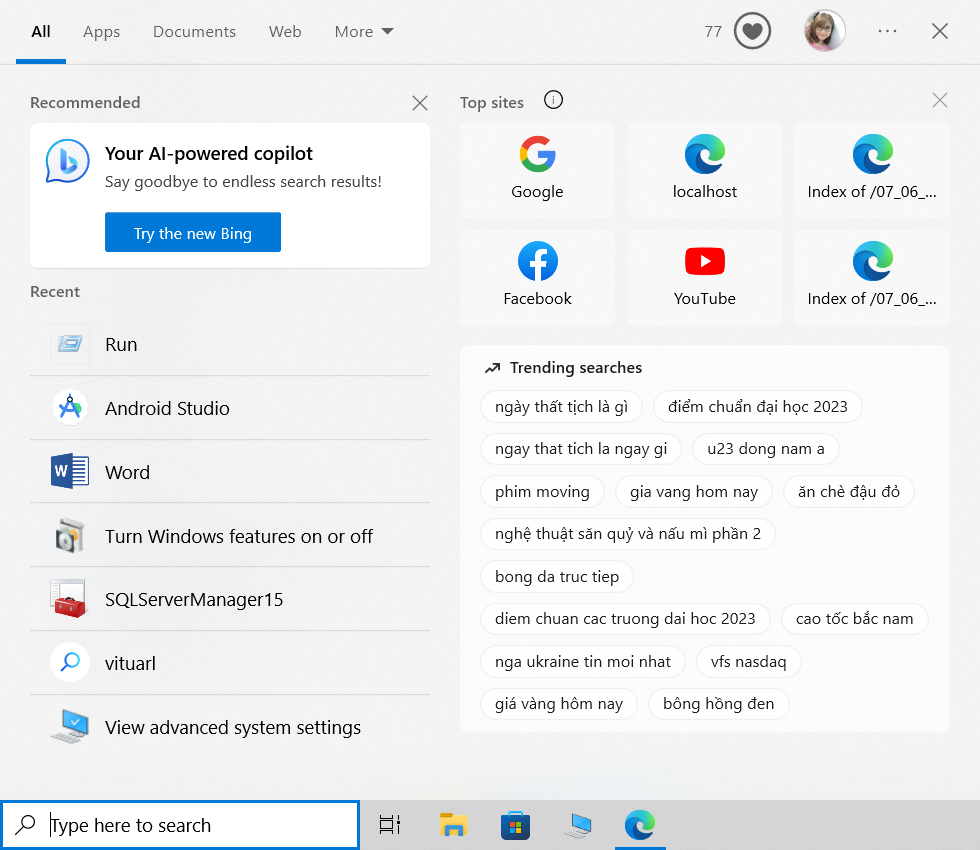 All Apps Documents Web More 77
Recommended
Your AI-powered copilot
Say goodbye to endless search results!
Try the new Bing
Recent
Run
Android Studio
Word
Turn Windows features on or off
SQLServerManager15
vituarl
View advanced system settings
Top sites
Google localhost Index of /07_06_...
Facebook YouTube Index of /07_06_...
Trending searches
ngày thất tịch là gì điểm chuẩn đại học 2023
ngay that tich la ngay gi u23 dong nam a
phim moving gia vang hom nay ăn chè đậu đỏ
nghệ thuật săn quỷ và nấu mì phần 2
bong da truc tiep
diem chuan cac truong dai hoc 2023 cao tốc bắc nam
nga ukraine tin moi nhat vfs nasdaq
giá vàng hôm nay bông hồng đen
Type here to search